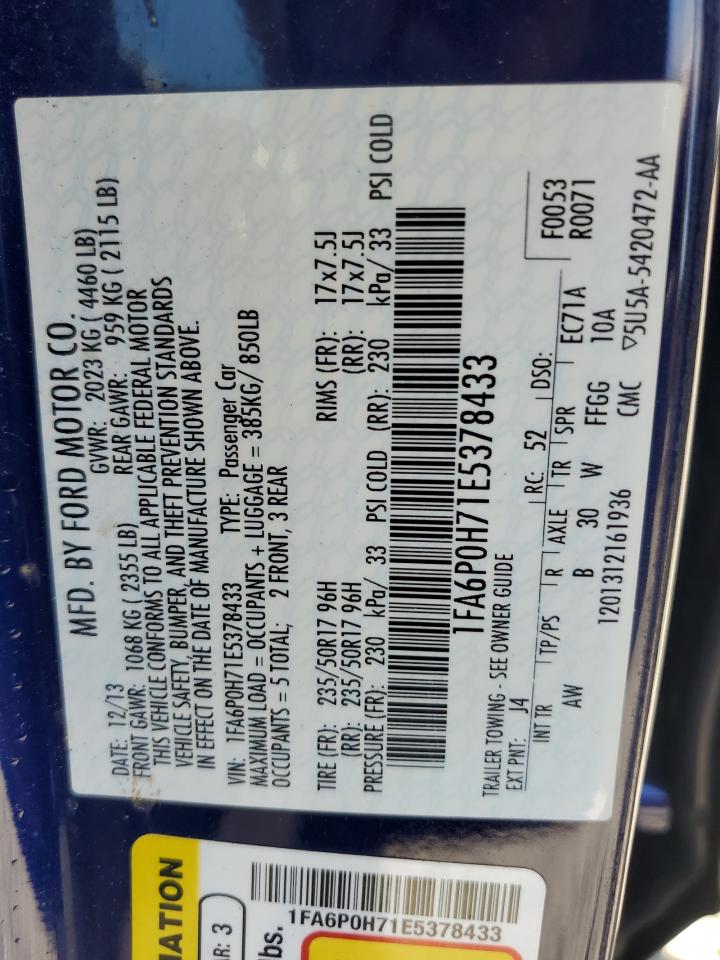 MFD. BY FORD MOTOR CO.
DATE: 12/13 GVWR: 2023 KG ( 4460 LB)
FRONT GAWR: 1068 KG ( 2355 LB) REAR GAWR: 959 KG ( 2115 LB)
THIS VEHICLE CONFORMS TO ALL APPLICABLE FEDERAL MOTOR
VEHICLE SAFETY, BUMPER, AND THEFT PREVENTION STANDARDS
IN EFFECT ON THE DATE OF MANUFACTURE SHOWN ABOVE.
VIN: 1FA6P0H71E5378433 TYPE: Passenger Car
MAXIMUM LOAD = OCCUPANTS + LUGGAGE = 385KG/ 850LB
OCCUPANTS = 5 TOTAL; 2 FRONT, 3 REAR
TIRE (FR): 235/50R17 96H RIMS (FR): 17x7.5J
(RR): 235/50R17 96H (RR): 17x7.5J
PRESSURE (FR): 230 kPa/ 33 PSI COLD (RR): 230 kPa/ 33 PSI COLD
1FA6P0H71E5378433
TRAILER TOWING - SEE OWNER GUIDE
EXT PNT: J4 RC: 52 DSO: F0053
R0071
INT TR TP/PS R AXLE TR SPR EC71A
AW B 30 W FFGG 10A
1201312161936 CMC ▽5U5A-5420472-AA
MATION
AR: 3
lbs.
1FA6P0H71E5378433